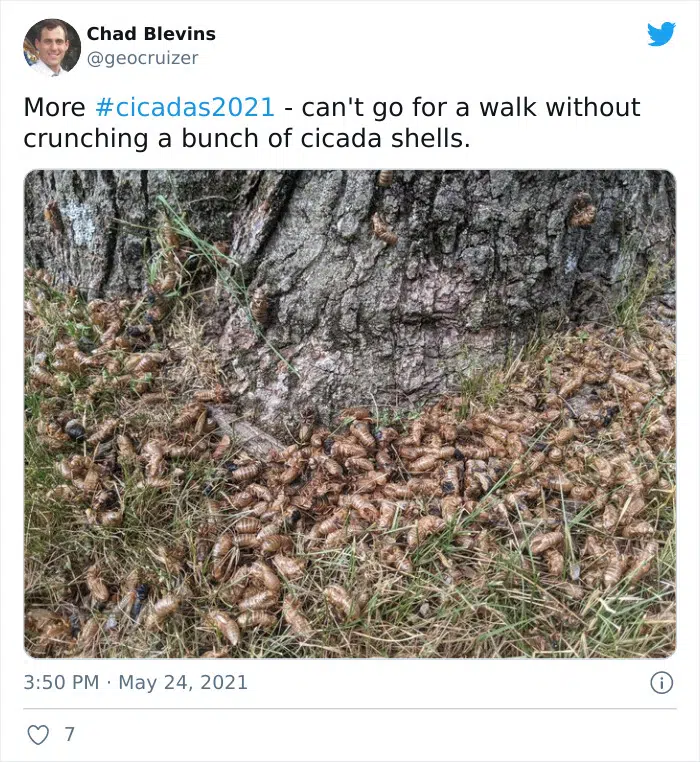 Chad Blevins
@geocruizer
More #cicadas2021 - can't go for a walk without
crunching a bunch of cicada shells.
3:50 PM · May 24, 2021
7